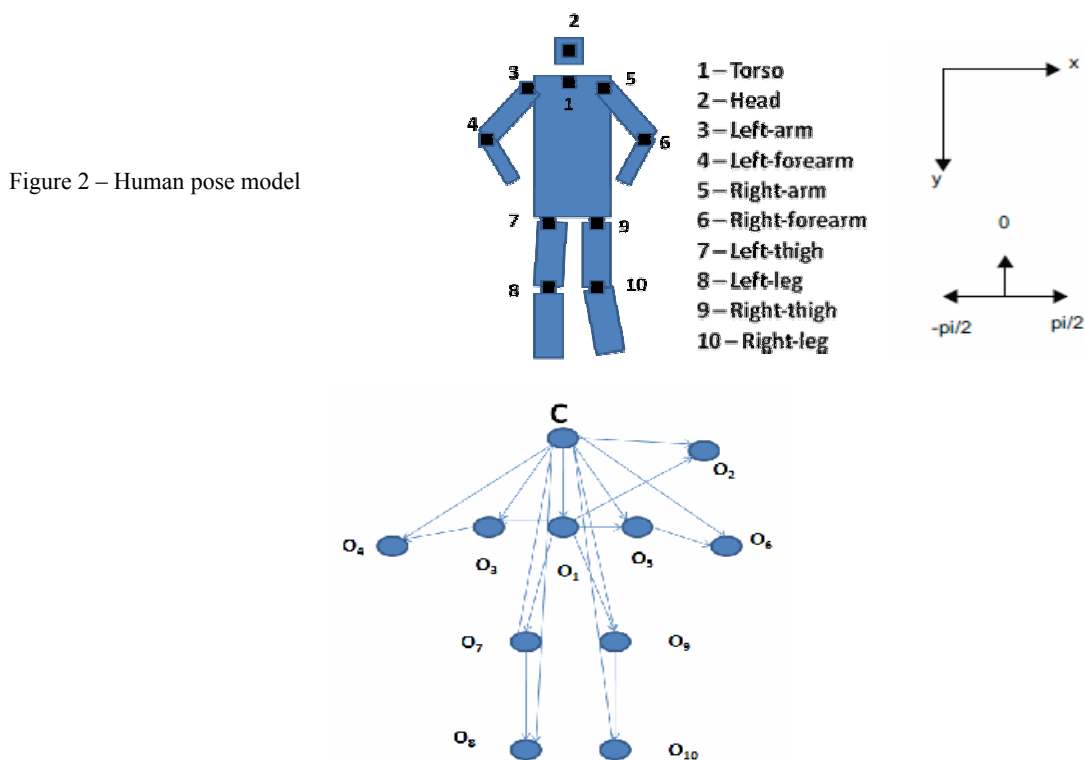 2
3
5
1
4
6
7
9
8
10
1 – Torso
2 – Head
3 – Left-arm
4 – Left-forearm
5 – Right-arm
6 – Right-forearm
7 – Left-thigh
8 – Left-leg
9 – Right-thigh
10 – Right-leg
x
y
0
-pi/2
pi/2
Figure 2 – Human pose model
C
O₂
O₄
O₃
O₁
O₅
O₆
O₇
O₉
O₈
O₁₀